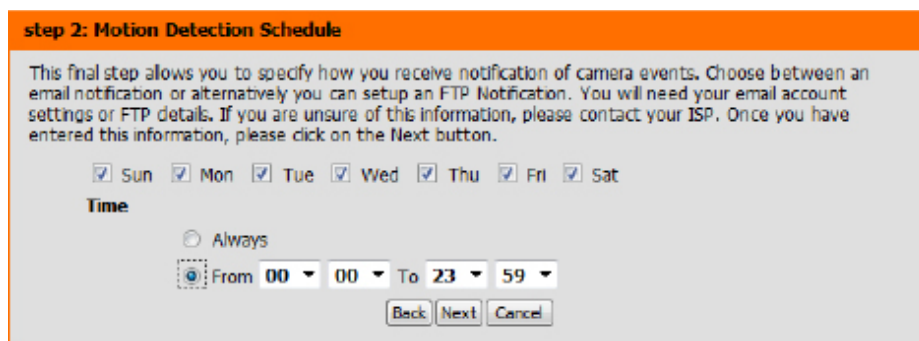 step 2: Motion Detection Schedule
This final step allows you to specify how you receive notification of camera events. Choose between an
email notification or alternatively you can setup an FTP Notification. You will need your email account
settings or FTP details. If you are unsure of this information, please contact your ISP. Once you have
entered this information, please click on the Next button.
Sun Mon Tue Wed Thu Fri Sat
Time
Always
From 00 00 To 23 59
Back Next Cancel